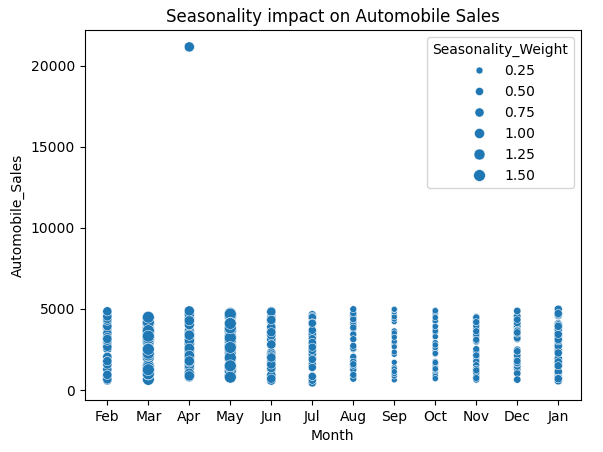 Seasonality impact on Automobile Sales
Seasonality_Weight
0.25
0.50
0.75
1.00
1.25
1.50
20000
15000
10000
5000
0
Automobile_Sales
Feb Mar Apr May Jun Jul Aug Sep Oct Nov Dec Jan
Month